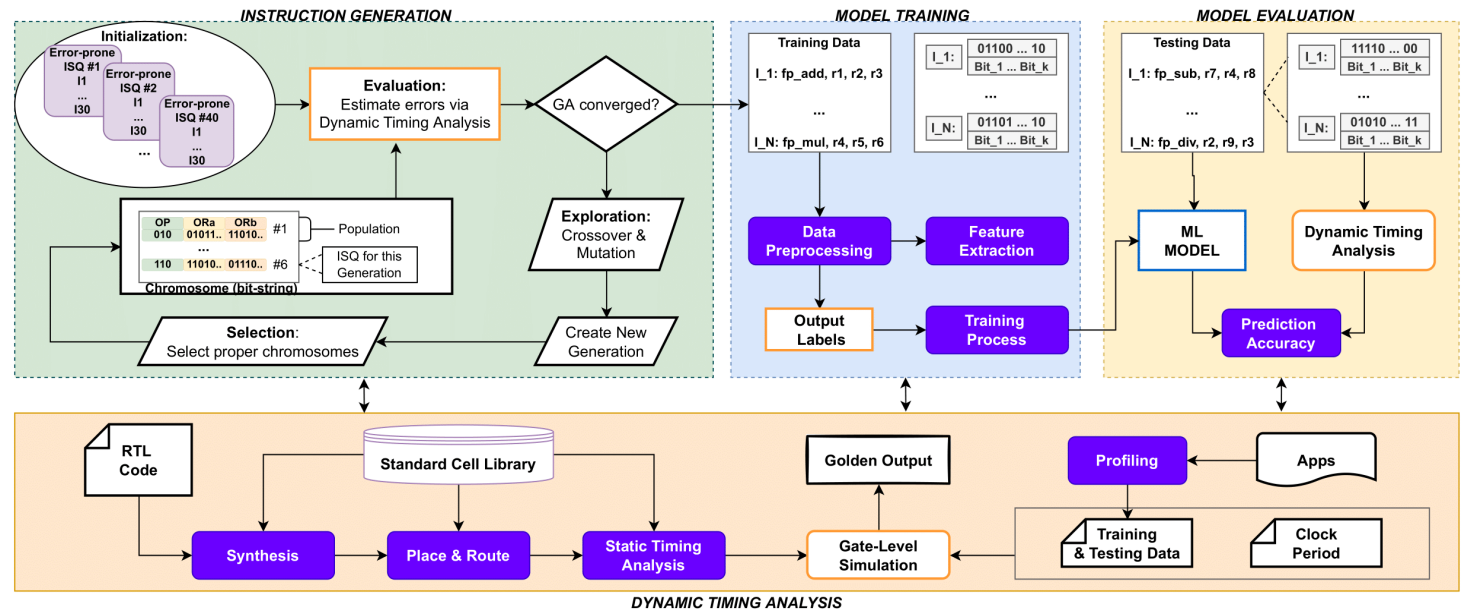 INSTRUCTION GENERATION
Initialization:
Error-prone
ISQ #1
I1
...
I30
Error-prone
ISQ #2
I1
...
I30
Error-prone
ISQ #40
I1
...
I30
...
Evaluation:
Estimate errors via
Dynamic Timing Analysis
GA converged?
OP ORa ORb
010 01011.. 11010.. #1
...
110 11010.. 01110.. #6
Population
ISQ for this
Generation
Chromosome (bit-string)
Exploration:
Crossover &
Mutation
Selection:
Select proper chromosomes
Create New
Generation
MODEL TRAINING
Training Data
I_1: fp_add, r1, r2, r3
...
I_N: fp_mul, r4, r5, r6
I_1:
01100 ... 10
Bit_1 ... Bit_k
...
I_N:
01101 ... 10
Bit_1 ... Bit_k
Data
Preprocessing
Feature
Extraction
Output
Labels
Training
Process
MODEL EVALUATION
Testing Data
I_1: fp_sub, r7, r4, r8
...
I_N: fp_div, r2, r9, r3
I_1:
11110 ... 00
Bit_1 ... Bit_k
...
I_N:
01010 ... 11
Bit_1 ... Bit_k
ML
MODEL
Dynamic Timing
Analysis
Prediction
Accuracy
RTL
Code
Standard Cell Library
Golden Output
Profiling
Apps
Synthesis
Place & Route
Static Timing
Analysis
Gate-Level
Simulation
Training
& Testing Data
Clock
Period
DYNAMIC TIMING ANALYSIS